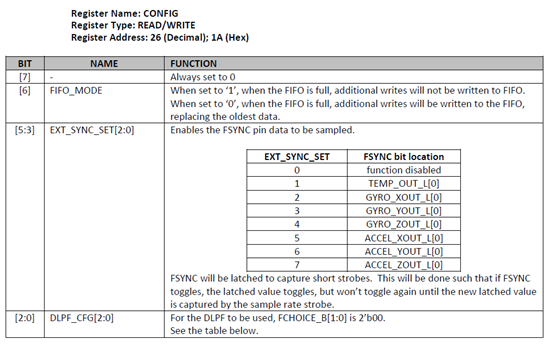 Register Name: CONFIG
Register Type: READ/WRITE
Register Address: 26 (Decimal); 1A (Hex)
BIT NAME FUNCTION
[7] - Always set to 0
[6] FIFO_MODE When set to ‘1’, when the FIFO is full, additional writes will not be written to FIFO.
When set to ‘0’, when the FIFO is full, additional writes will be written to the FIFO,
replacing the oldest data.
[5:3] EXT_SYNC_SET[2:0] Enables the FSYNC pin data to be sampled.
EXT_SYNC_SET FSYNC bit location
0 function disabled
1 TEMP_OUT_L[0]
2 GYRO_XOUT_L[0]
3 GYRO_YOUT_L[0]
4 GYRO_ZOUT_L[0]
5 ACCEL_XOUT_L[0]
6 ACCEL_YOUT_L[0]
7 ACCEL_ZOUT_L[0]
FSYNC will be latched to capture short strobes. This will be done such that if FSYNC
toggles, the latched value toggles, but won’t toggle again until the new latched value
is captured by the sample rate strobe.
[2:0] DLPF_CFG[2:0] For the DLPF to be used, FCHOICE_B[1:0] is 2’b00.
See the table below.